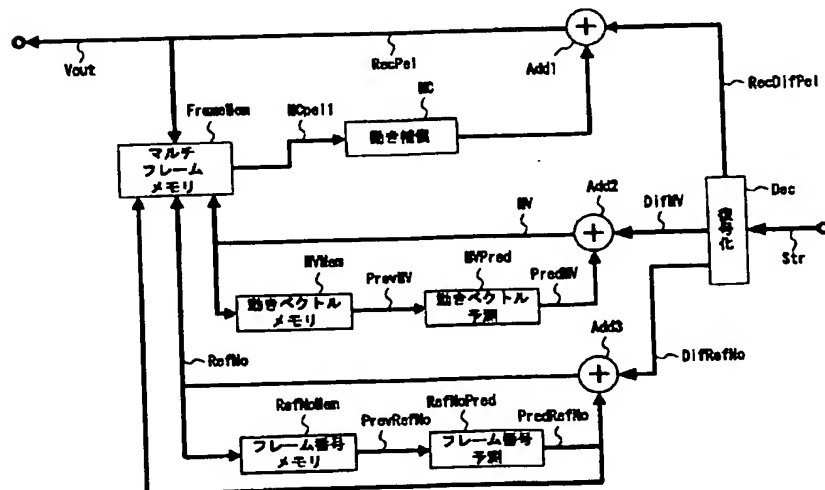 Vout
RecPel
Add1
RecDifPel
FrameMem
MCpel1
MC
マルチ
フレーム
メモリ
動き補償
Add2
DifMV
Dec
MV
復号化
Str
MVMem
PrevMV
MVPred
PredMV
動きベクトル
メモリ
動きベクトル
予測
Add3
RefNo
DifRefNo
RefNoMem
PrevRefNo
RefNoPred
PredRefNo
フレーム番号
メモリ
フレーム番号
予測